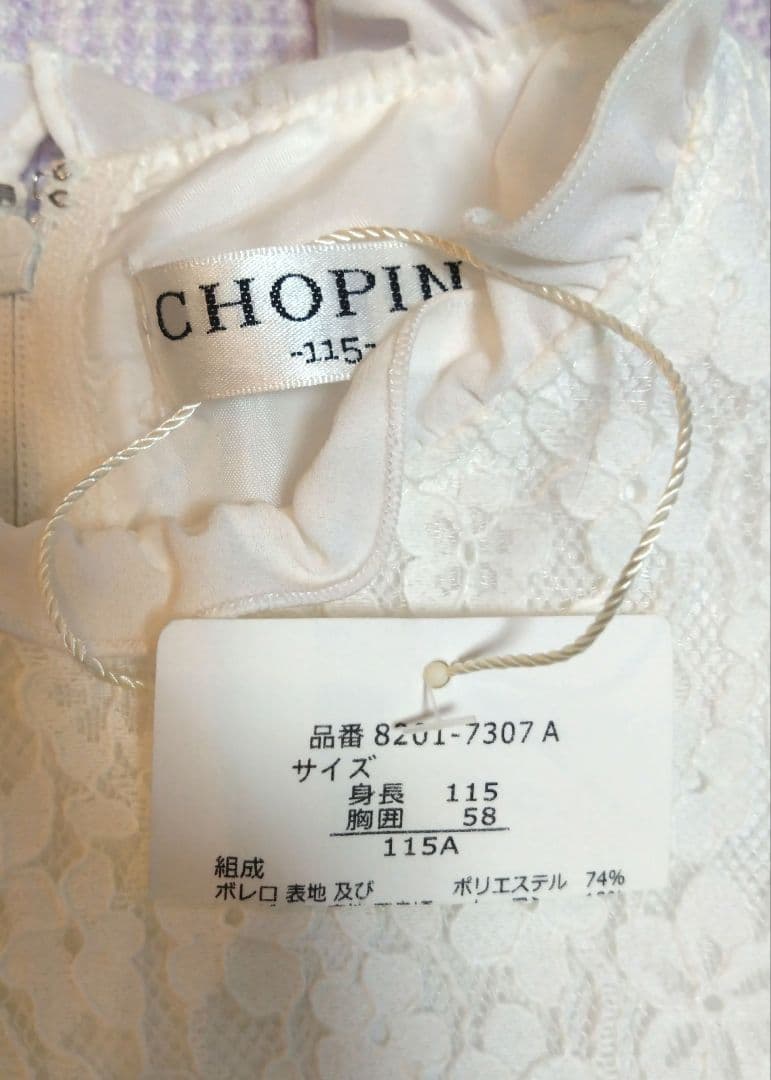 CHOPIN
-115-
品番 8201-7307 A
サイズ
身長 115
胸囲 58
115A
組成
ボレロ 表地 及び ポリエステル 74%